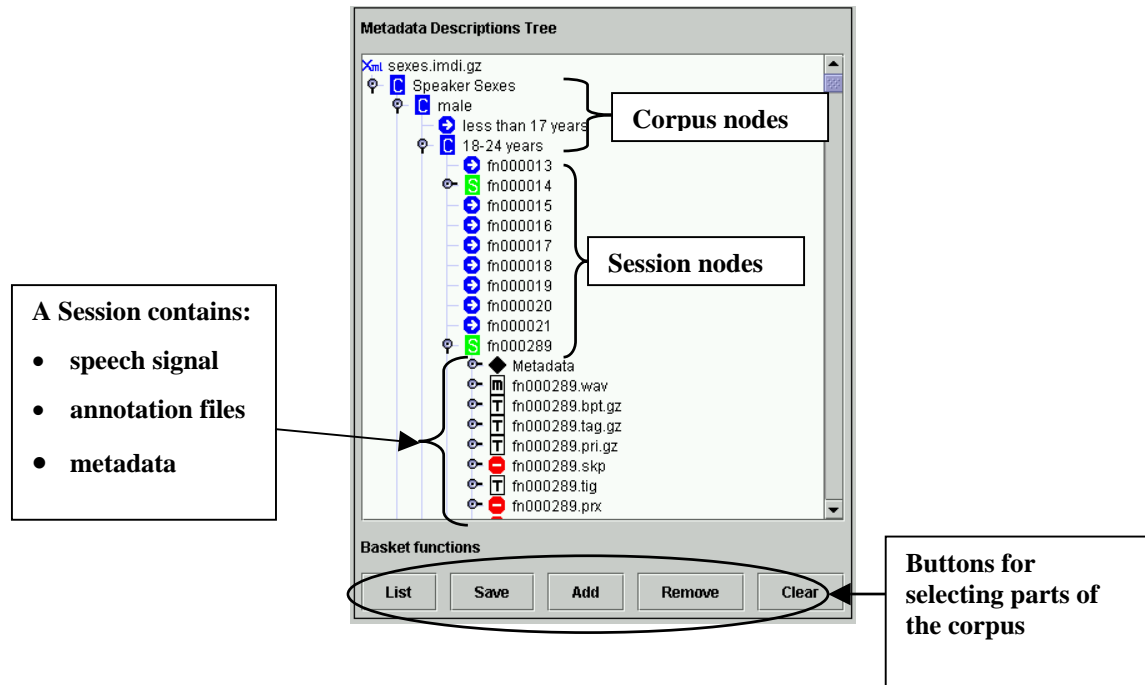 Metadata Descriptions Tree
Xml sexes.imdi.gz
C Speaker Sexes
C male
less than 17 years
C 18-24 years
fn000013
S fn000014
fn000015
fn000016
fn000017
fn000018
fn000019
fn000020
fn000021
S fn000289
Metadata
m fn000289.wav
T fn000289.bpt.gz
T fn000289.tag.gz
T fn000289.pri.gz
fn000289.skp
T fn000289.tig
fn000289.prx
Corpus nodes
Session nodes
A Session contains:
• speech signal
• annotation files
• metadata
Basket functions
List Save Add Remove Clear
Buttons for
selecting parts of
the corpus